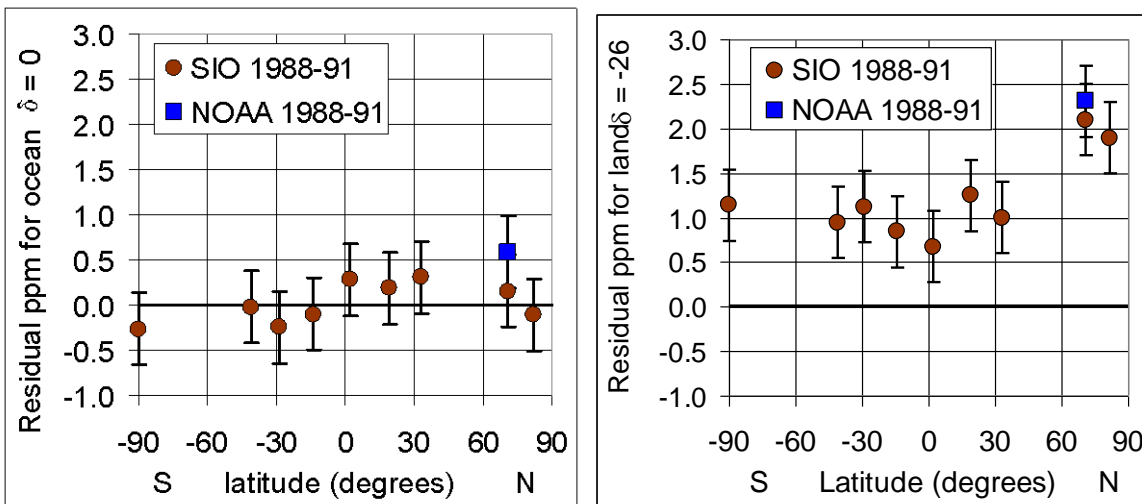 Residual ppm for ocean δ = 0
3.0
2.5
2.0
1.5
1.0
0.5
0.0
-0.5
-1.0
SIO 1988-91
NOAA 1988-91
-90 -60 -30 0 30 60 90
S latitude (degrees) N
Residual ppm for landδ = -26
3.0
2.5
2.0
1.5
1.0
0.5
0.0
-0.5
-1.0
SIO 1988-91
NOAA 1988-91
-90 -60 -30 0 30 60 90
S Latitude (degrees) N